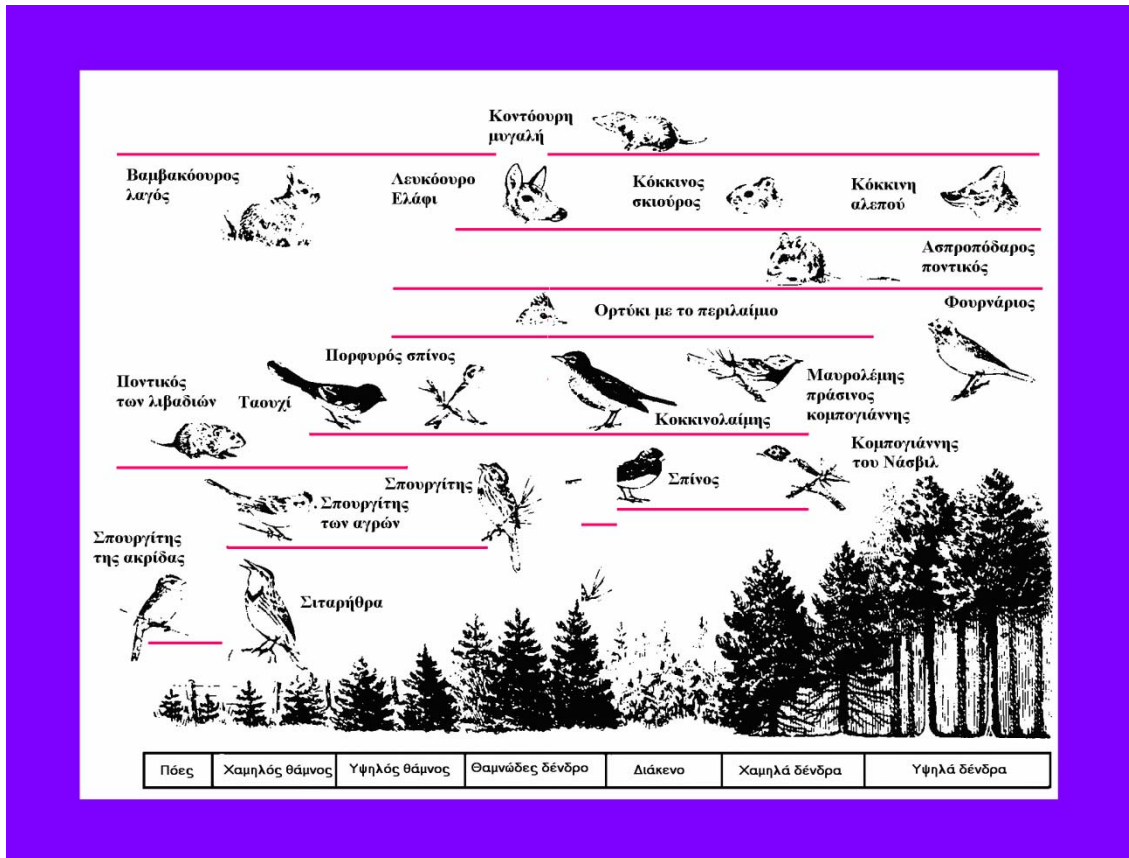 Κοντόουρη
μυγαλή
Βαμβακόουρος
λαγός
Λευκόουρο
Ελάφι
Κόκκινος
σκιούρος
Κόκκινη
αλεπού
Ασπροπόδαρος
ποντικός
Ορτύκι με το περιλαίμιο
Φουρνάριος
Πορφυρός σπίνος
Ποντικός
των λιβαδιών
Ταουχί
Κοκκινολαίμης
Μαυρολέμης
πράσινος
κομπογιάννης
Κομπογιάννης
του Νάσβιλ
Σπουργίτης
Σπίνος
Σπουργίτης
των αγρών
Σπουργίτης
της ακρίδας
Σιταρήθρα
Πόες Χαμηλός θάμνος Υψηλός θάμνος Θαμνώδες δένδρο Διάκενο Χαμηλά δένδρα Υψηλά δένδρα